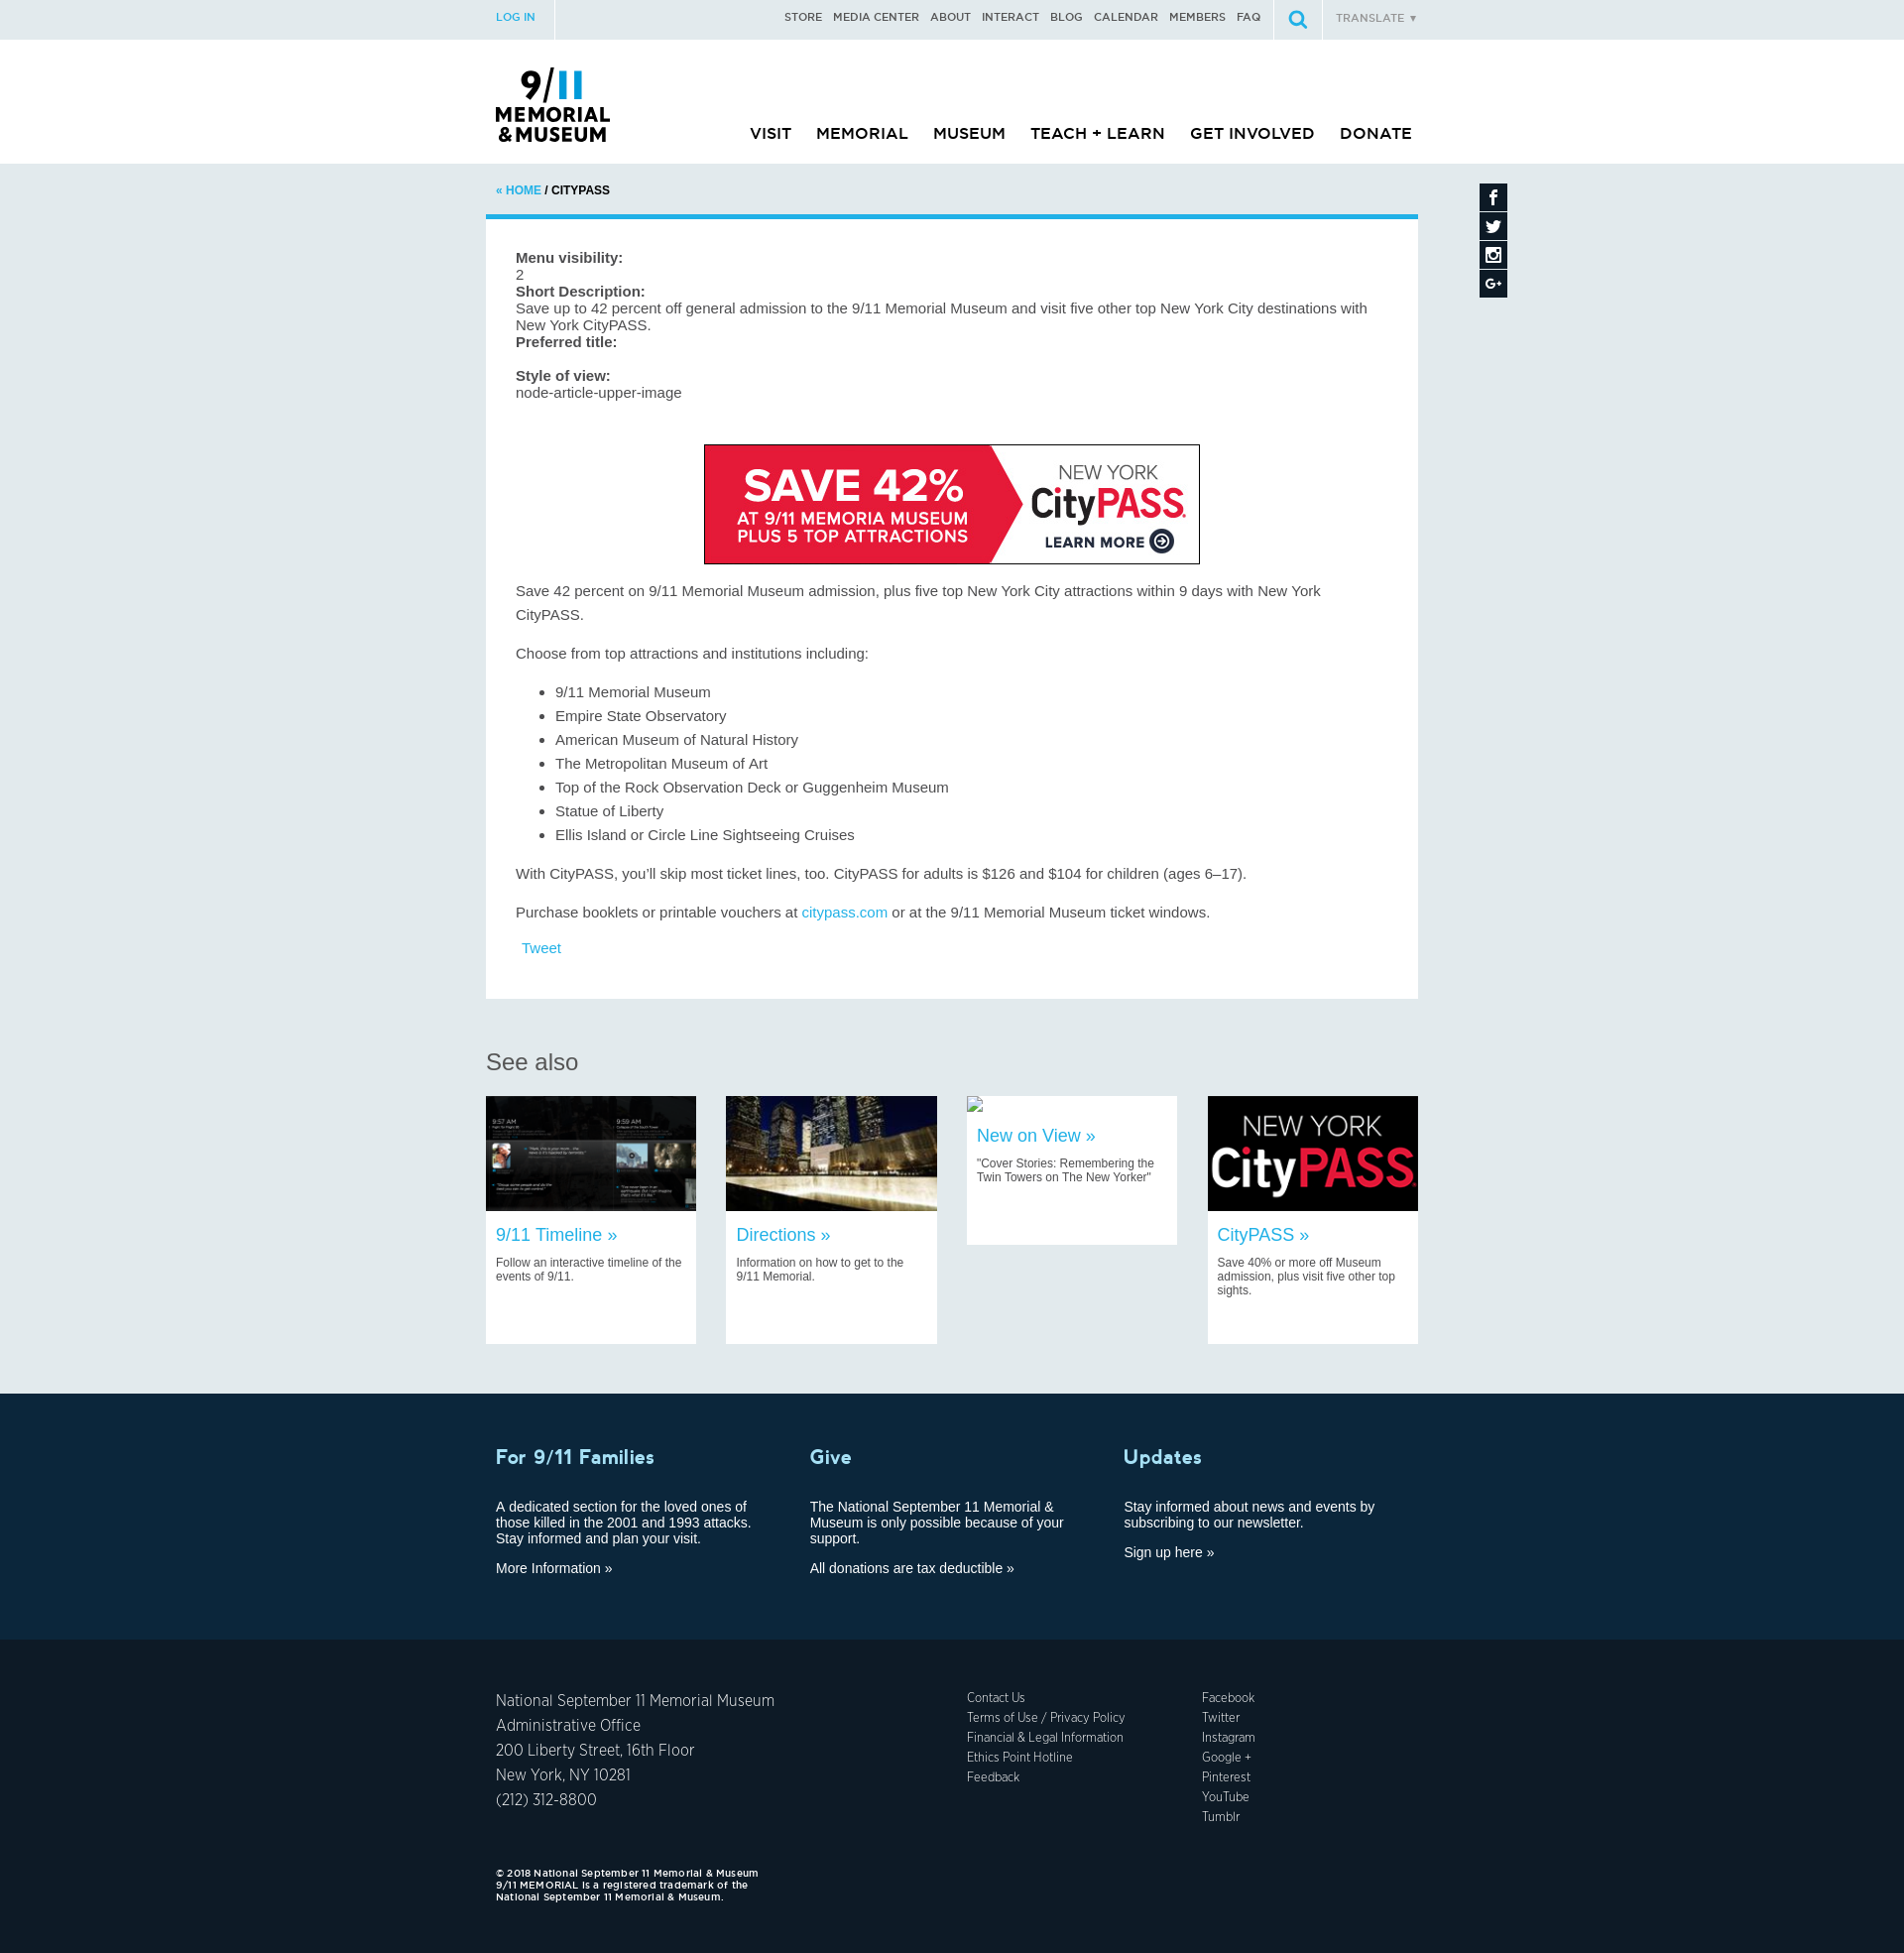 LOG IN
STORE MEDIA CENTER ABOUT INTERACT BLOG CALENDAR MEMBERS FAQ
TRANSLATE ▼
9/11
MEMORIAL
&MUSEUM
VISIT MEMORIAL MUSEUM TEACH + LEARN GET INVOLVED DONATE
« HOME / CITYPASS
Menu visibility:
2
Short Description:
Save up to 42 percent off general admission to the 9/11 Memorial Museum and visit five other top New York City destinations with
New York CityPASS.
Preferred title:
Style of view:
node-article-upper-image
SAVE 42%
AT 9/11 MEMORIA MUSEUM
PLUS 5 TOP ATTRACTIONS
NEW YORK
CityPASS
LEARN MORE
Save 42 percent on 9/11 Memorial Museum admission, plus five top New York City attractions within 9 days with New York
CityPASS.
Choose from top attractions and institutions including:
• 9/11 Memorial Museum
• Empire State Observatory
• American Museum of Natural History
• The Metropolitan Museum of Art
• Top of the Rock Observation Deck or Guggenheim Museum
• Statue of Liberty
• Ellis Island or Circle Line Sightseeing Cruises
With CityPASS, you’ll skip most ticket lines, too. CityPASS for adults is $126 and $104 for children (ages 6–17).
Purchase booklets or printable vouchers at citypass.com or at the 9/11 Memorial Museum ticket windows.
Tweet
See also
9:57 AM
9:59 AM
9/11 Timeline »
Follow an interactive timeline of the
events of 9/11.
Directions »
Information on how to get to the
9/11 Memorial.
New on View »
"Cover Stories: Remembering the
Twin Towers on The New Yorker"
NEW YORK
CityPASS
CityPASS »
Save 40% or more off Museum
admission, plus visit five other top
sights.
For 9/11 Families
A dedicated section for the loved ones of
those killed in the 2001 and 1993 attacks.
Stay informed and plan your visit.
More Information »
Give
The National September 11 Memorial &
Museum is only possible because of your
support.
All donations are tax deductible »
Updates
Stay informed about news and events by
subscribing to our newsletter.
Sign up here »
National September 11 Memorial Museum
Administrative Office
200 Liberty Street, 16th Floor
New York, NY 10281
(212) 312-8800
Contact Us
Terms of Use / Privacy Policy
Financial & Legal Information
Ethics Point Hotline
Feedback
Facebook
Twitter
Instagram
Google +
Pinterest
YouTube
Tumblr
© 2018 National September 11 Memorial & Museum
9/11 MEMORIAL is a registered trademark of the
National September 11 Memorial & Museum.